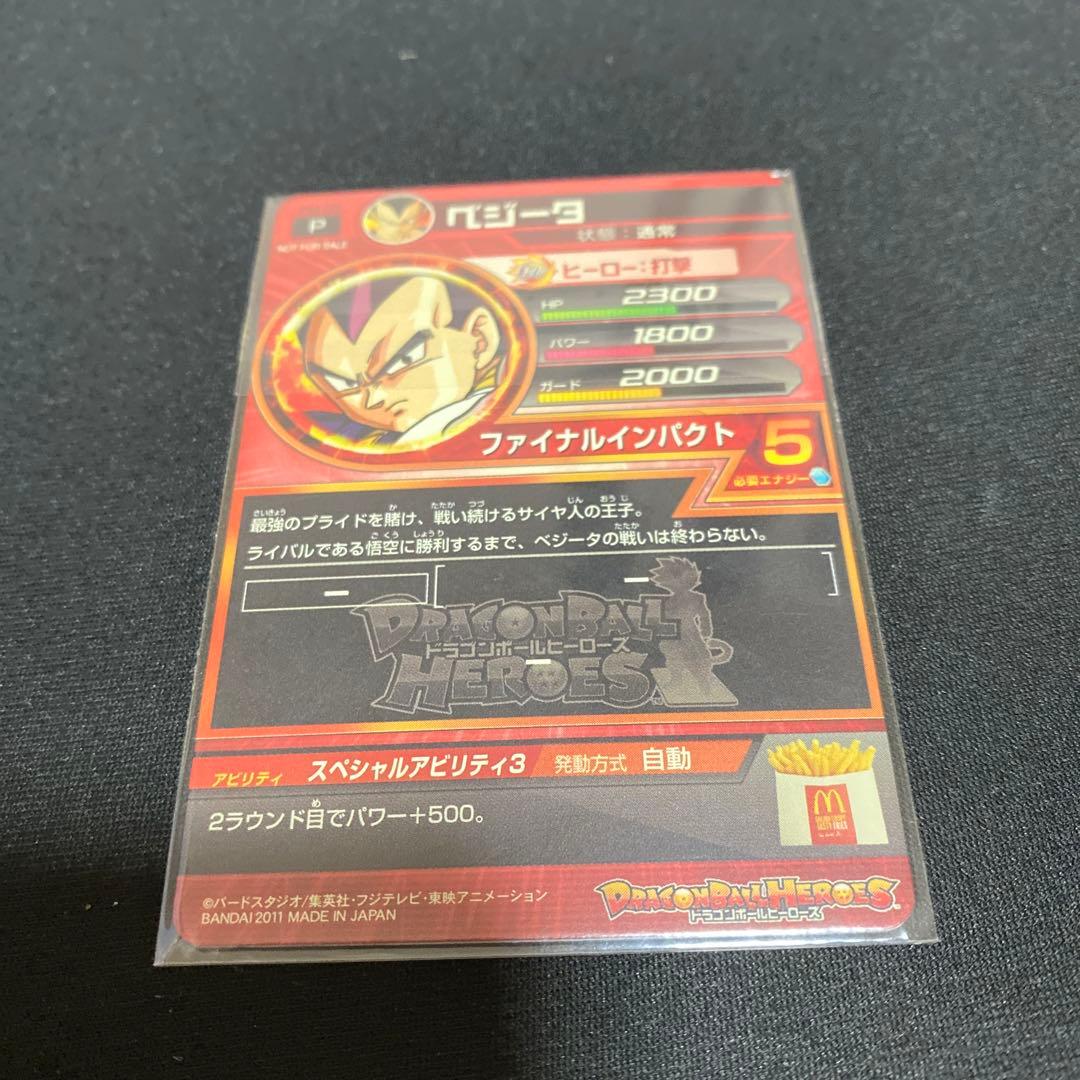 P
NOT FOR SALE
ベジータ
状態：通常
ヒーロー：打撃
HP 2300
パワー 1800
ガード 2000
ファイナルインパクト 5
必要エナジー
最強のプライドを賭け、戦い続けるサイヤ人の王子。
ライバルである悟空に勝利するまで、ベジータの戦いは終わらない。
DRAGONBALL
ドラゴンボールヒーローズ
HEROES
アビリティ スペシャルアビリティ3 発動方式 自動
2ラウンド目でパワー＋500。
©バードスタジオ/集英社・フジテレビ・東映アニメーション
BANDAI 2011 MADE IN JAPAN
DRAGONBALL HEROES
ドラゴンボールヒーローズ